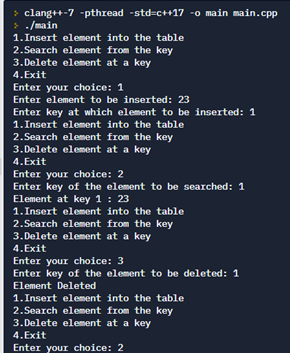 > clang++-7 -pthread -std=c++17 -o main main.cpp
> ./main
1.Insert element into the table
2.Search element from the key
3.Delete element at a key
4.Exit
Enter your choice: 1
Enter element to be inserted: 23
Enter key at which element to be inserted: 1
1.Insert element into the table
2.Search element from the key
3.Delete element at a key
4.Exit
Enter your choice: 2
Enter key of the element to be searched: 1
Element at key 1 : 23
1.Insert element into the table
2.Search element from the key
3.Delete element at a key
4.Exit
Enter your choice: 3
Enter key of the element to be deleted: 1
Element Deleted
1.Insert element into the table
2.Search element from the key
3.Delete element at a key
4.Exit
Enter your choice: 2